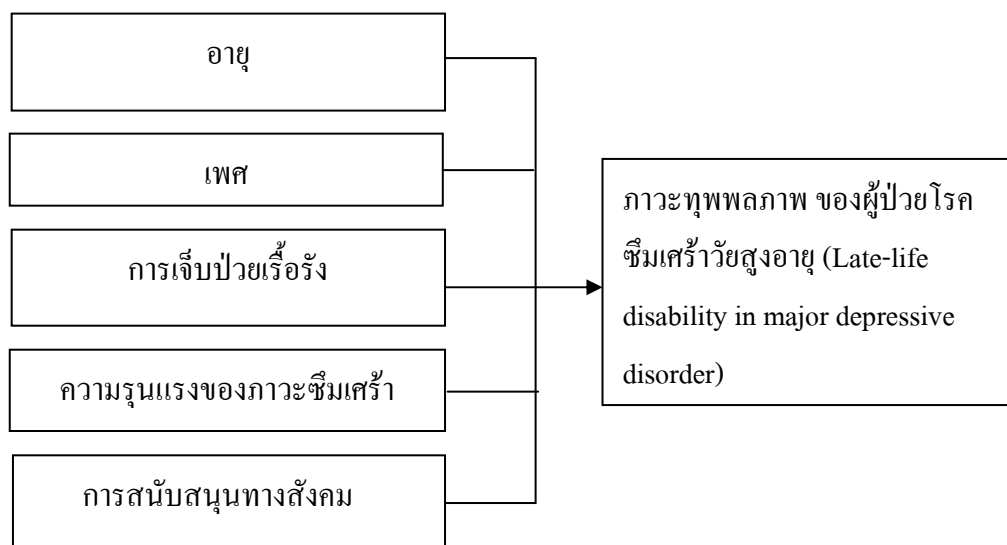 อายุ
เพศ
การเจ็บป่วยเรื้อรัง
ความรุนแรงของภาวะซึมเศร้า
การสนับสนุนทางสังคม
ภาวะทุพพลภาพ ของผู้ป่วยโรค
ซึมเศร้าวัยสูงอายุ (Late-life
disability in major depressive
disorder)